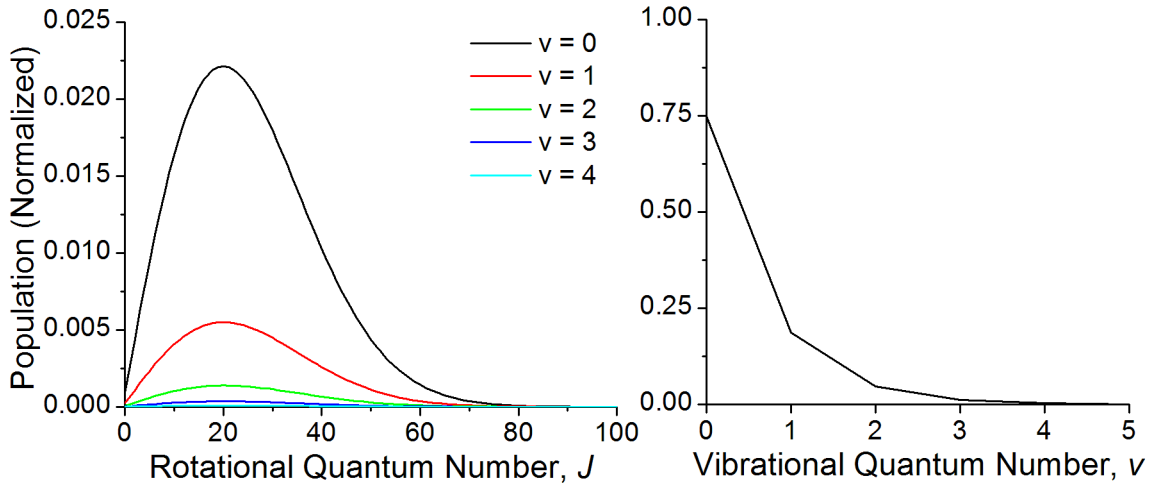 Population (Normalized)
0.025
0.020
0.015
0.010
0.005
0.000
0
20
40
60
80
100
Rotational Quantum Number, J
v = 0
v = 1
v = 2
v = 3
v = 4
1.00
0.75
0.50
0.25
0.00
0
1
2
3
4
5
Vibrational Quantum Number, v